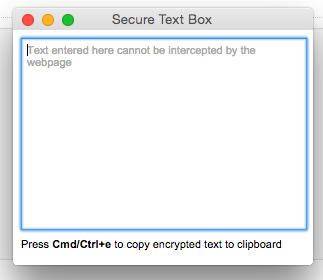 Secure Text Box
Text entered here cannot be intercepted by the
webpage
Press Cmd/Ctrl+e to copy encrypted text to clipboard